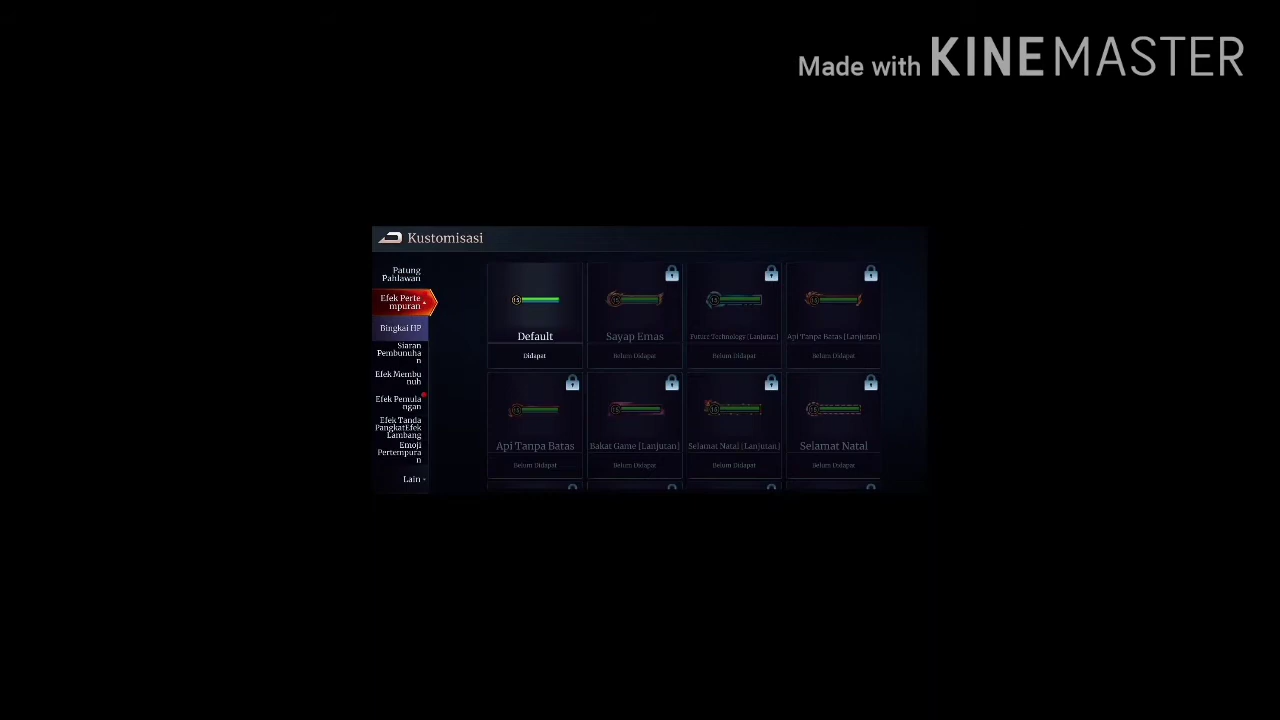 Made with KINEMASTER
Kustomisasi
Patung
Pahlawan
Efek Perte
mpuran
Bingkai HP
Siaran
Pembunuha
n
Efek Membu
nuh
Efek Pemula
ngan
Efek Tanda
PangkatEfek
Lambang
Emoji
Pertempura
n
Lain
Default
Didapat
Sayap Emas
Belum Didapat
Future Technology [Lanjutan]
Belum Didapat
Api Tanpa Batas [Lanjutan]
Belum Didapat
Api Tanpa Baras
Belum Didapat
Bakat Game [Lanjutan]
Belum Didapat
Selamat Natal [Lanjutan]
Belum Didapat
Selamat Natal
Belum Didapat